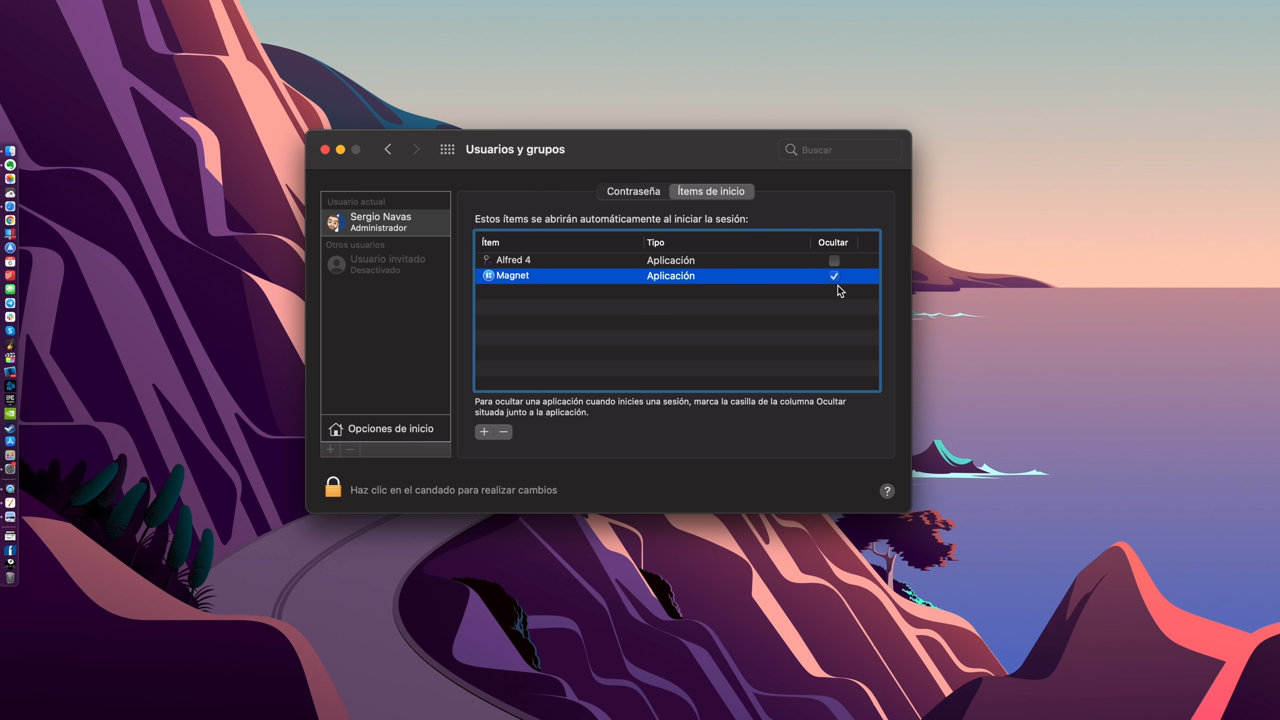 Usuarios y grupos
Buscar
Contraseña
Ítems de inicio
Usuario actual
Sergio Navas
Administrador
Otros usuarios
Usuario invitado
Desactivado
Opciones de inicio
Estos ítems se abrirán automáticamente al iniciar la sesión:
Ítem Tipo Ocultar
Alfred 4 Aplicación
Magnet Aplicación
Para ocultar una aplicación cuando inicies una sesión, marca la casilla de la columna Ocultar
situada junto a la aplicación.
Haz clic en el candado para realizar cambios
?